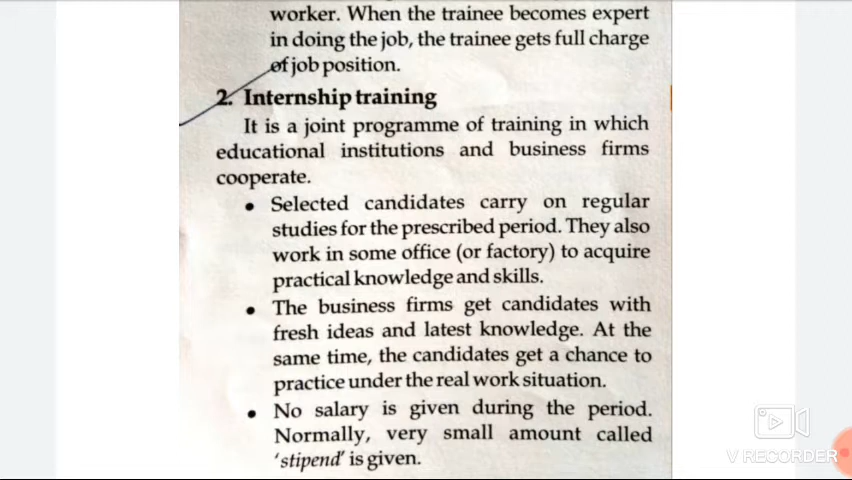 worker. When the trainee becomes expert
in doing the job, the trainee gets full charge
of job position.
2. Internship training
It is a joint programme of training in which
educational institutions and business firms
cooperate.
• Selected candidates carry on regular
studies for the prescribed period. They also
work in some office (or factory) to acquire
practical knowledge and skills.
• The business firms get candidates with
fresh ideas and latest knowledge. At the
same time, the candidates get a chance to
practice under the real work situation.
• No salary is given during the period.
Normally, very small amount called
'stipend' is given.
V RECORDER